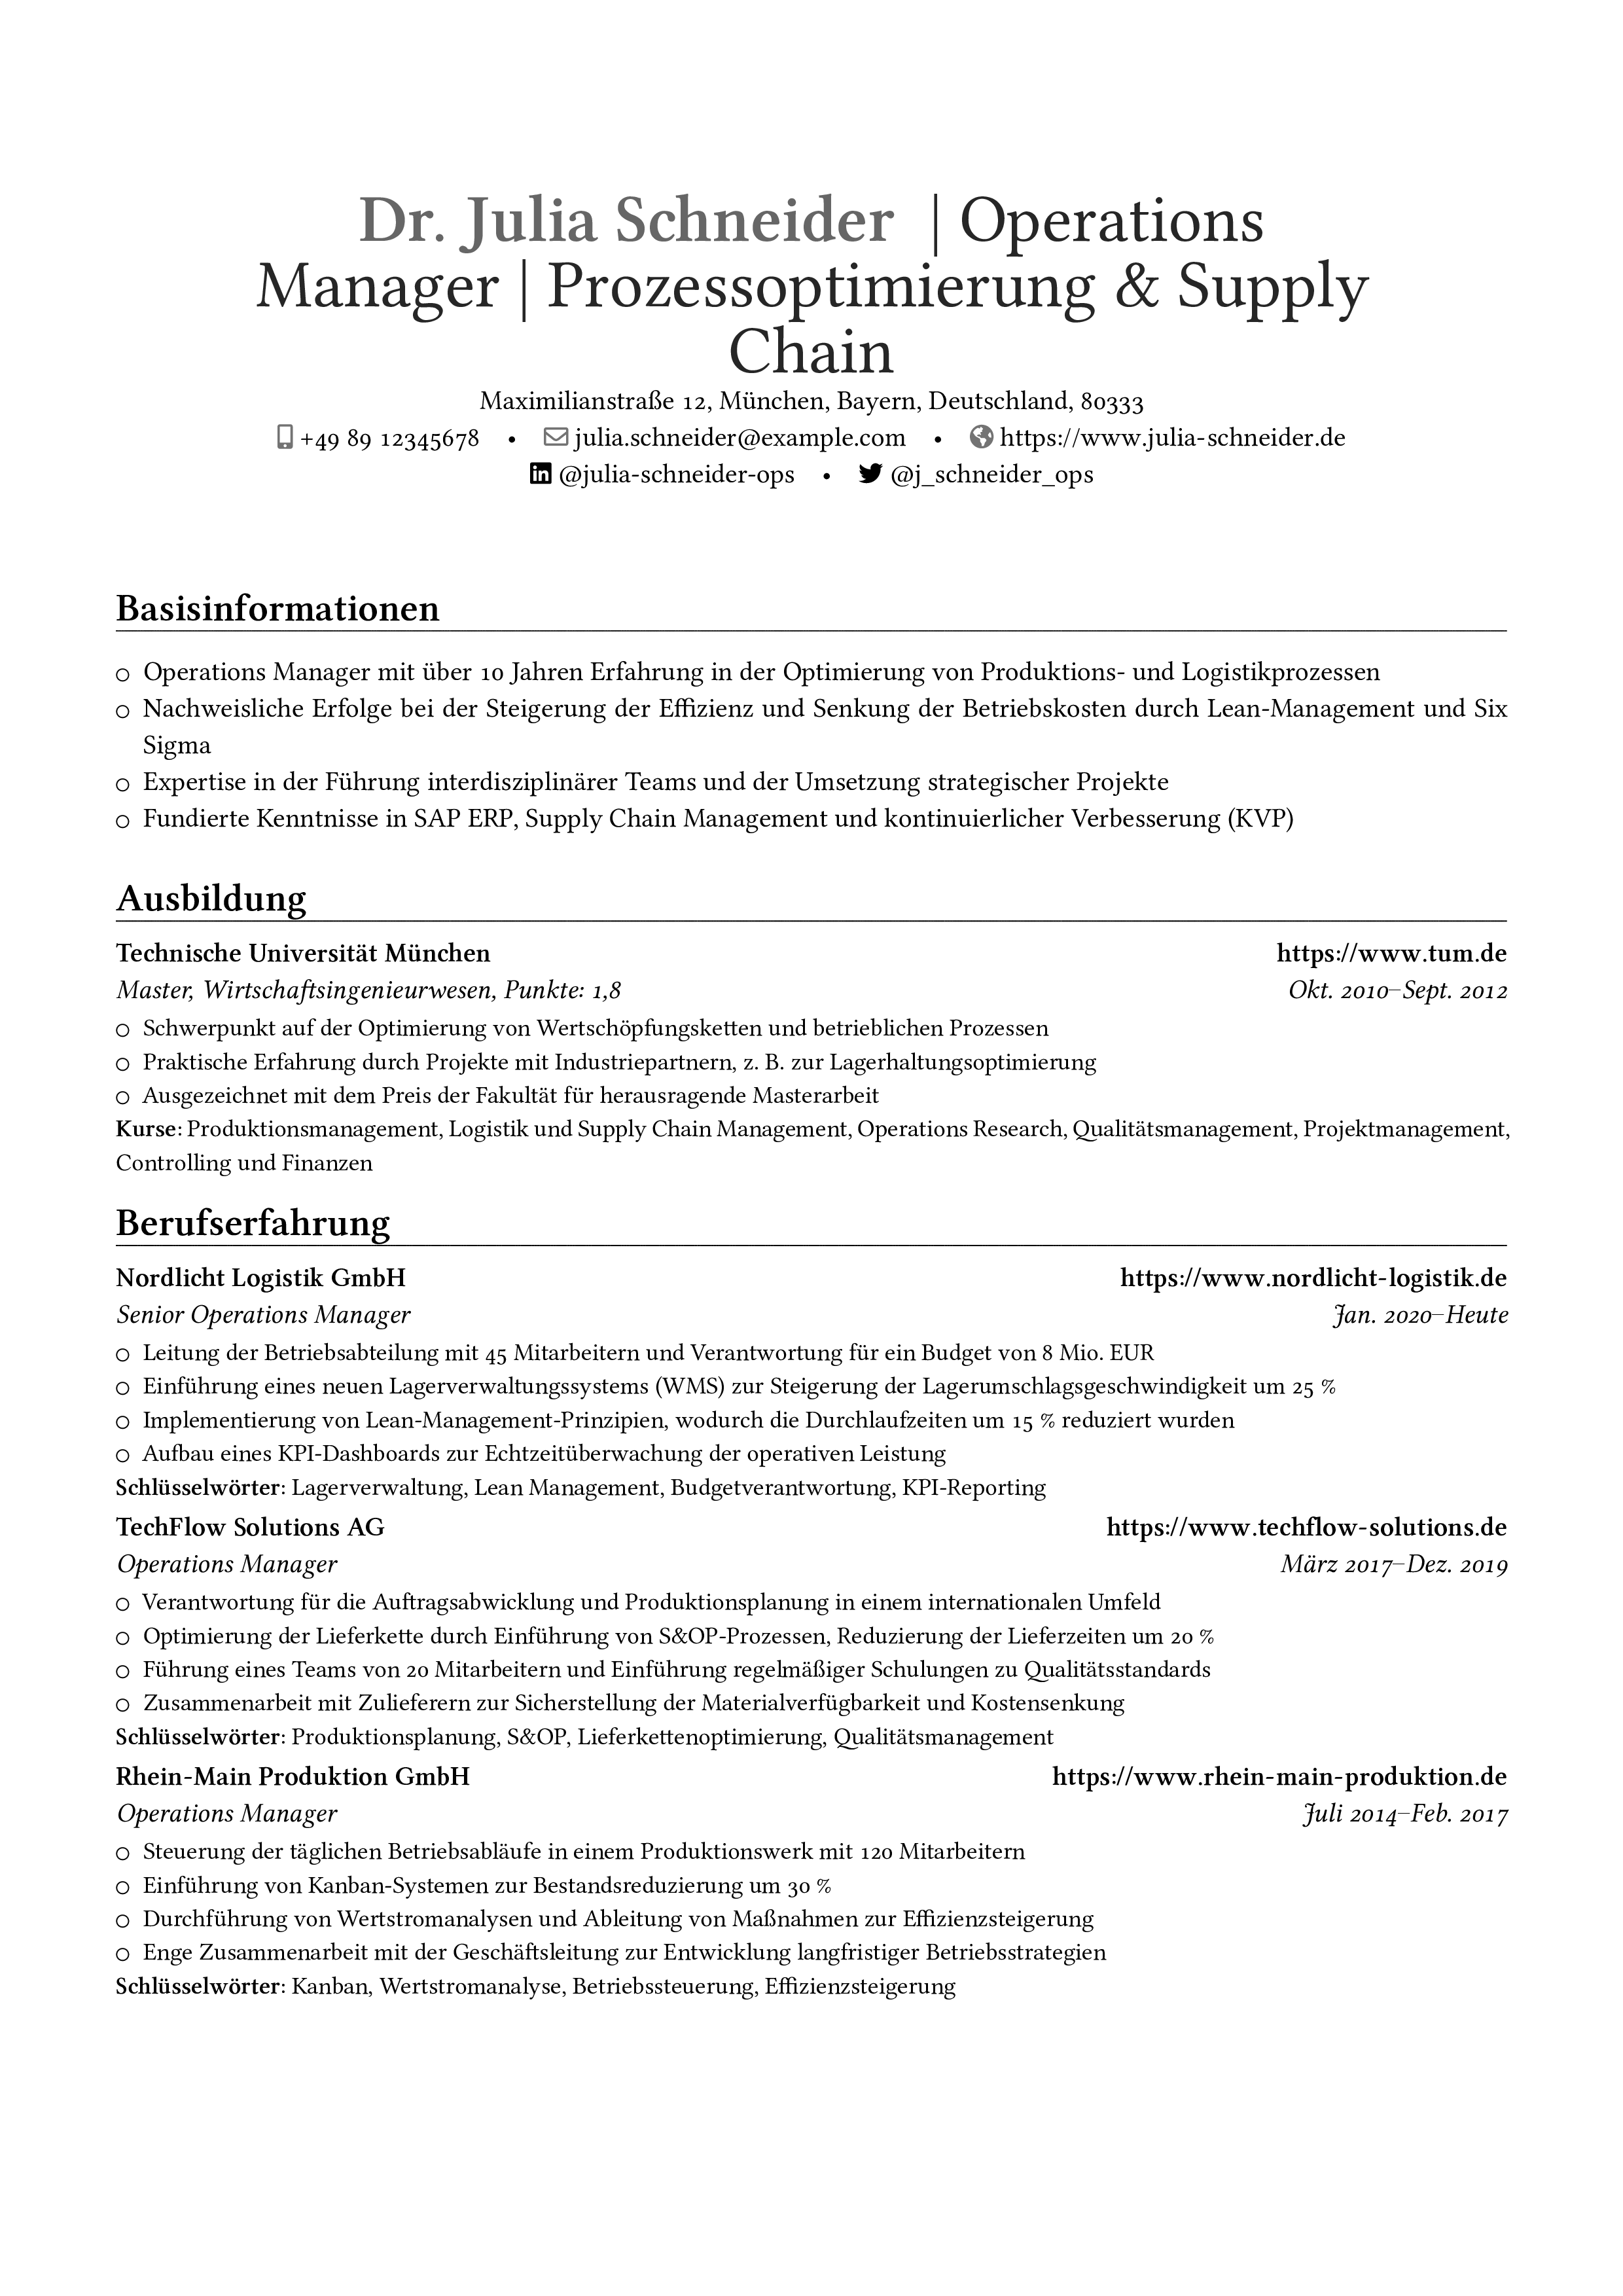 Dr. Julia Schneider | Operations
Manager | Prozessoptimierung & Supply
Chain
Maximilianstraße 12, München, Bayern, Deutschland, 80333
+49 89 12345678 • julia.schneider@example.com • https://www.julia-schneider.de
@julia-schneider-ops • @j_schneider_ops
Basisinformationen
Operations Manager mit über 10 Jahren Erfahrung in der Optimierung von Produktions- und Logistikprozessen
Nachweisliche Erfolge bei der Steigerung der Effizienz und Senkung der Betriebskosten durch Lean-Management und Six
Sigma
Expertise in der Führung interdisziplinärer Teams und der Umsetzung strategischer Projekte
Fundierte Kenntnisse in SAP ERP, Supply Chain Management und kontinuierlicher Verbesserung (KVP)
Ausbildung
Technische Universität München https://www.tum.de
Master, Wirtschaftsingenieurwesen, Punkte: 1,8 Okt. 2010–Sept. 2012
Schwerpunkt auf der Optimierung von Wertschöpfungsketten und betrieblichen Prozessen
Praktische Erfahrung durch Projekte mit Industriepartnern, z. B. zur Lagerhaltungsoptimierung
Ausgezeichnet mit dem Preis der Fakultät für herausragende Masterarbeit
Kurse: Produktionsmanagement, Logistik und Supply Chain Management, Operations Research, Qualitätsmanagement, Projektmanagement,
Controlling und Finanzen
Berufserfahrung
Nordlicht Logistik GmbH https://www.nordlicht-logistik.de
Senior Operations Manager Jan. 2020–Heute
Leitung der Betriebsabteilung mit 45 Mitarbeitern und Verantwortung für ein Budget von 8 Mio. EUR
Einführung eines neuen Lagerverwaltungssystems (WMS) zur Steigerung der Lagerumschlagsgeschwindigkeit um 25 %
Implementierung von Lean-Management-Prinzipien, wodurch die Durchlaufzeiten um 15 % reduziert wurden
Aufbau eines KPI-Dashboards zur Echtzeitüberwachung der operativen Leistung
Schlüsselwörter: Lagerverwaltung, Lean Management, Budgetverantwortung, KPI-Reporting
TechFlow Solutions AG https://www.techflow-solutions.de
Operations Manager März 2017–Dez. 2019
Verantwortung für die Auftragsabwicklung und Produktionsplanung in einem internationalen Umfeld
Optimierung der Lieferkette durch Einführung von S&OP-Prozessen, Reduzierung der Lieferzeiten um 20 %
Führung eines Teams von 20 Mitarbeitern und Einführung regelmäßiger Schulungen zu Qualitätsstandards
Zusammenarbeit mit Zulieferern zur Sicherstellung der Materialverfügbarkeit und Kostensenkung
Schlüsselwörter: Produktionsplanung, S&OP, Lieferkettenoptimierung, Qualitätsmanagement
Rhein-Main Produktion GmbH https://www.rhein-main-produktion.de
Operations Manager Juli 2014–Feb. 2017
Steuerung der täglichen Betriebsabläufe in einem Produktionswerk mit 120 Mitarbeitern
Einführung von Kanban-Systemen zur Bestandsreduzierung um 30 %
Durchführung von Wertstromanalysen und Ableitung von Maßnahmen zur Effizienzsteigerung
Enge Zusammenarbeit mit der Geschäftsleitung zur Entwicklung langfristiger Betriebsstrategien
Schlüsselwörter: Kanban, Wertstromanalyse, Betriebssteuerung, Effizienzsteigerung